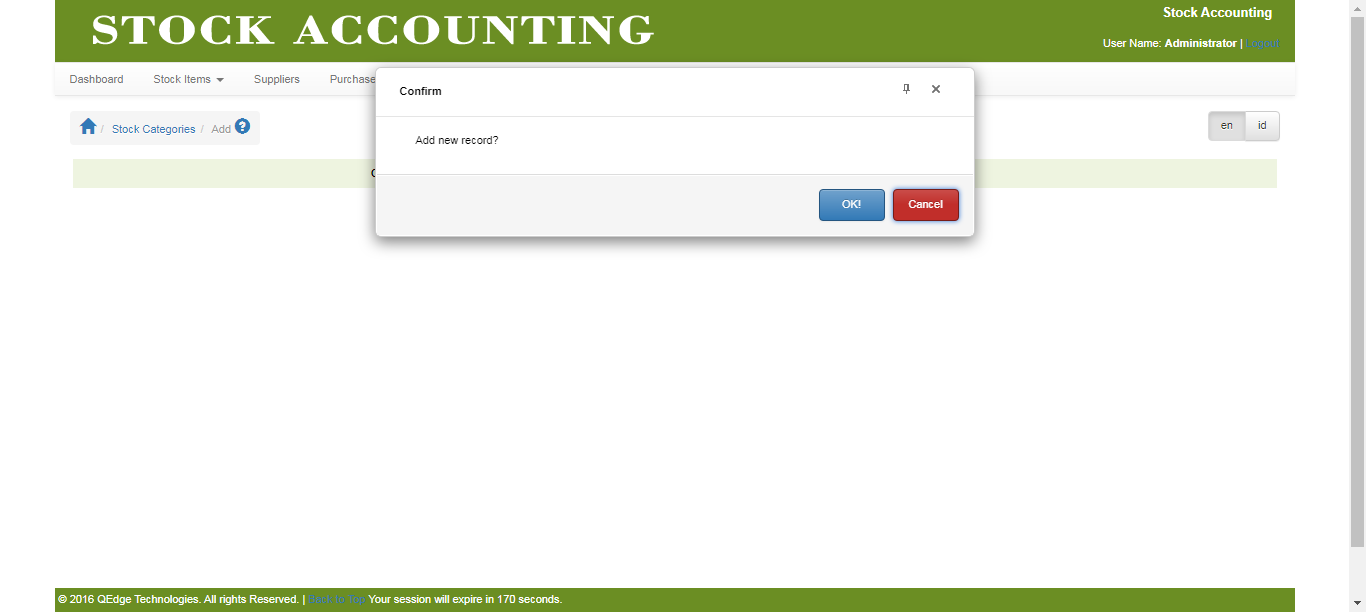 STOCK ACCOUNTING
Stock Accounting
User Name: Administrator | Logout
Dashboard Stock Items Suppliers Purchase
Confirm
/ Stock Categories / Add ?
en id
Add new record?
OK! Cancel
© 2016 QEdge Technologies. All rights Reserved. | Back to Top Your session will expire in 170 seconds.